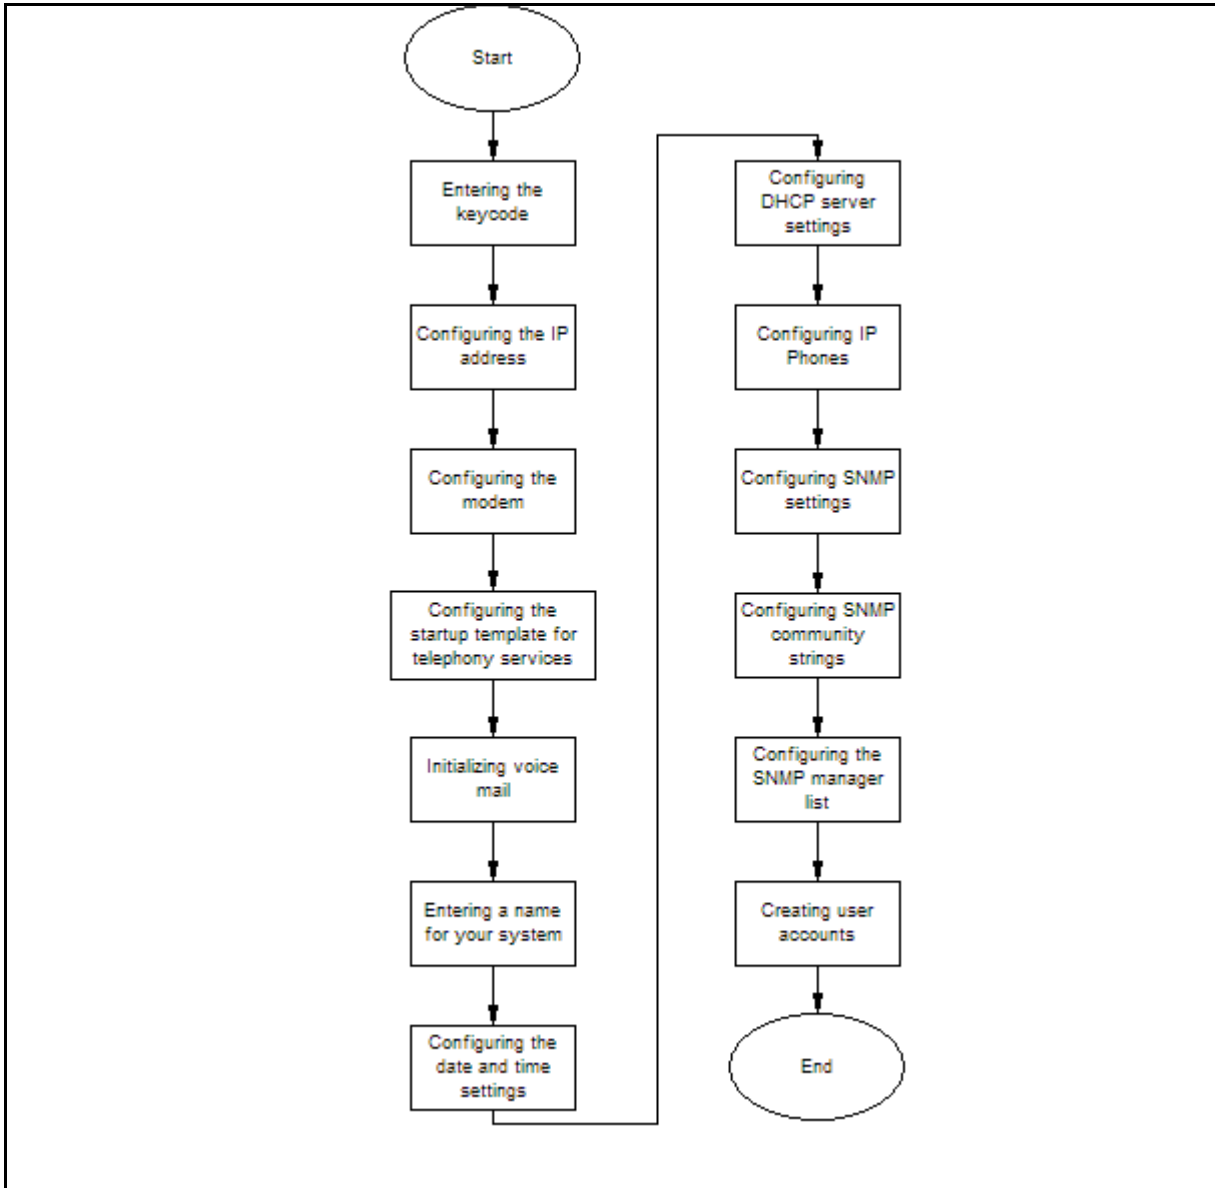 Start
Entering the
keycode
Configuring the IP
address
Configuring the
modem
Configuring the
startup template for
telephony services
Initializing voice
mail
Entering a name
for your system
Configuring the
date and time
settings
Configuring
DHCP server
settings
Configuring IP
Phones
Configuring SNMP
settings
Configuring SNMP
community
strings
Configuring the
SNMP manager
list
Creating user
accounts
End